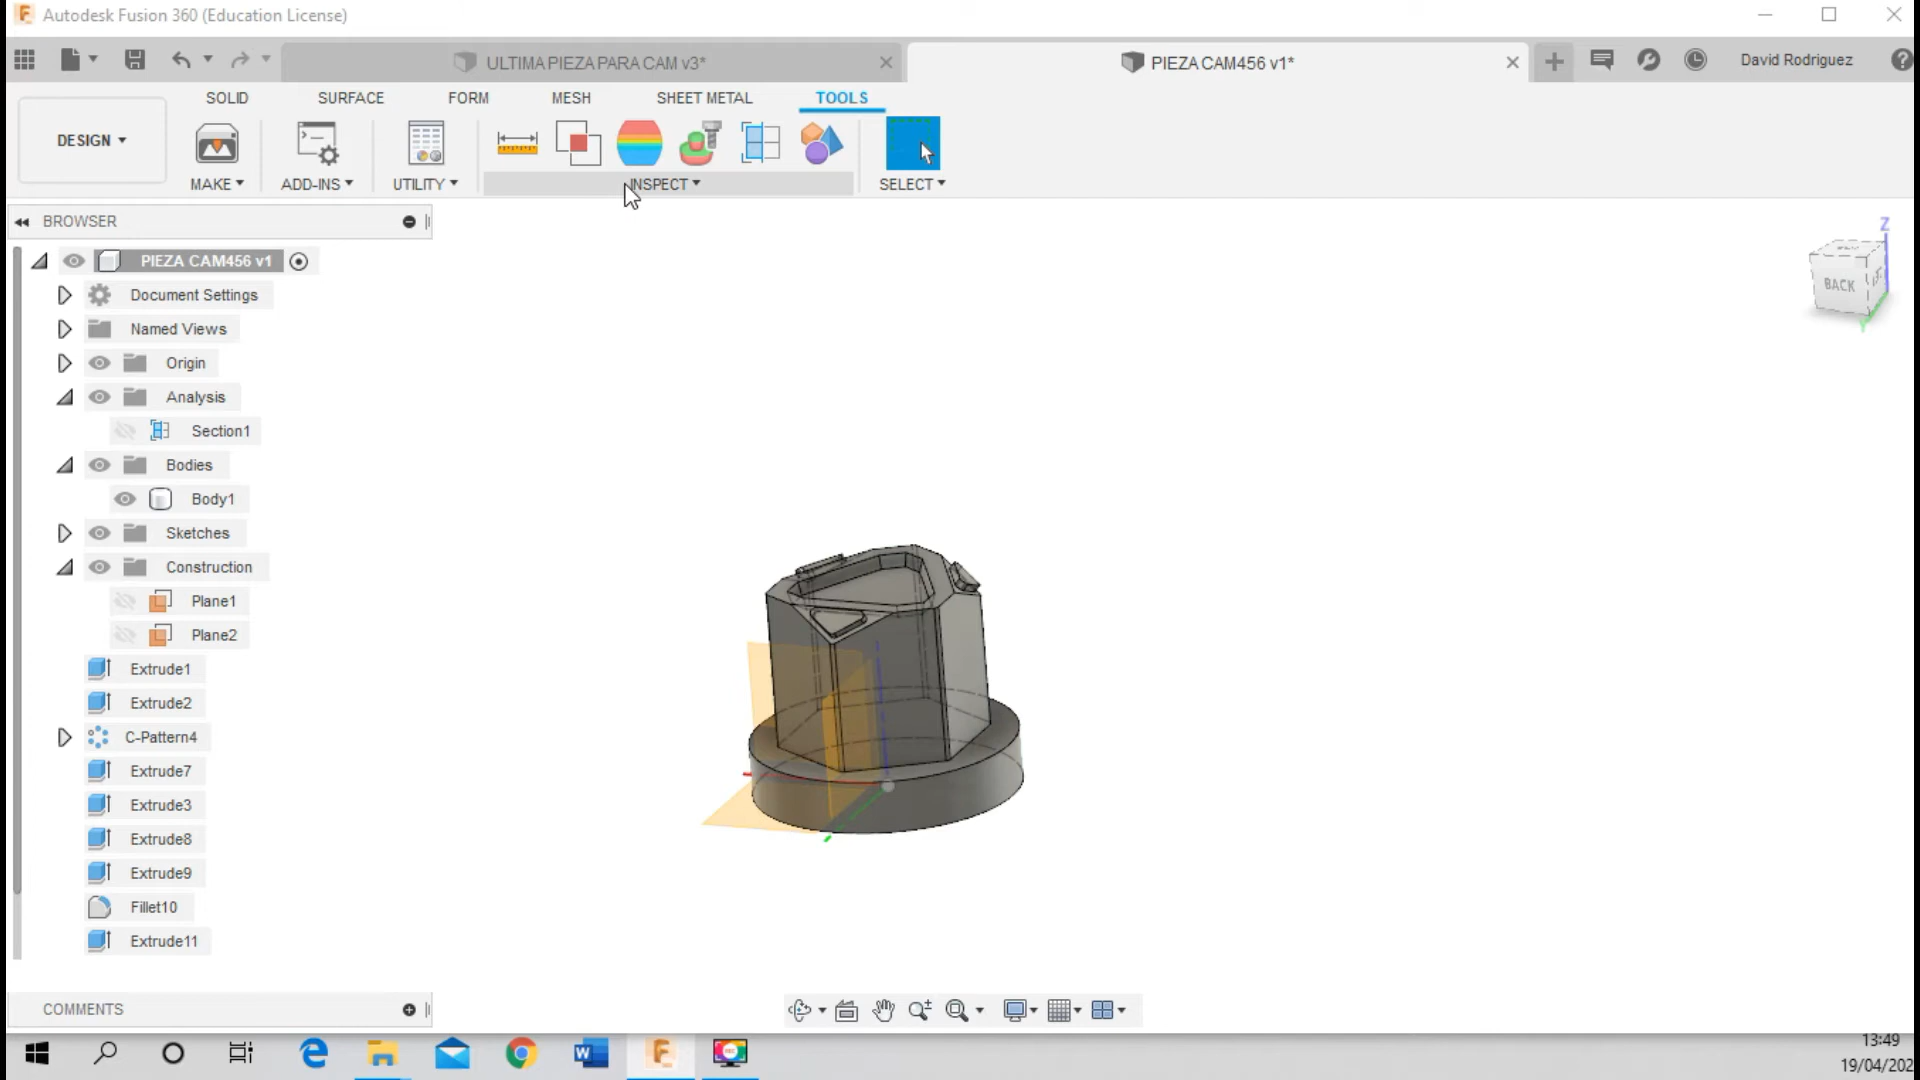 Autodesk Fusion 360 (Education License)
ULTIMA PIEZA PARA CAM v3*
PIEZA CAM456 v1*
David Rodriguez
SOLID SURFACE FORM MESH SHEET METAL TOOLS
DESIGN
MAKE ADD-INS UTILITY INSPECT SELECT
BROWSER
PIEZA CAM456 v1
Document Settings
Named Views
Origin
Analysis
Section1
Bodies
Body1
Sketches
Construction
Plane1
Plane2
Extrude1
Extrude2
C-Pattern4
Extrude7
Extrude3
Extrude8
Extrude9
Fillet10
Extrude11
COMMENTS
Z
BACK
Y
13:49
19/04/202